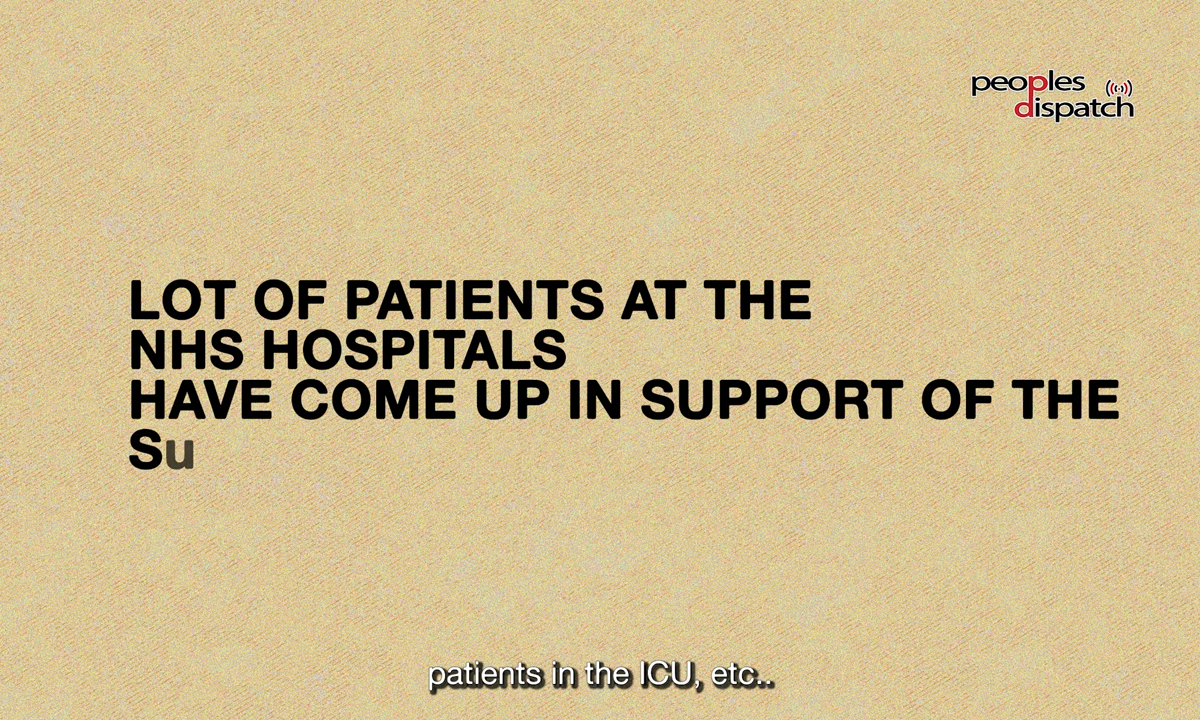 peoples
dispatch
LOT OF PATIENTS AT THE
NHS HOSPITALS
HAVE COME UP IN SUPPORT OF THE
Su
patients in the ICU, etc..